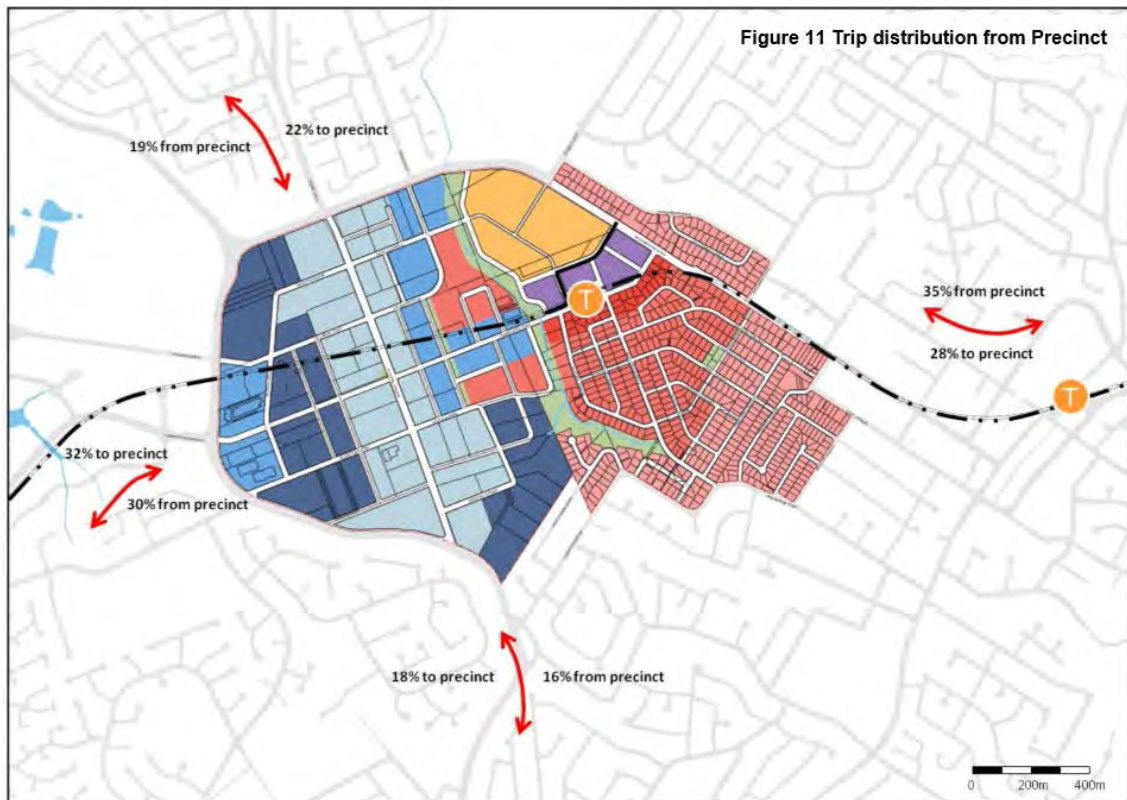 Figure 11 Trip distribution from Precinct
22% to precinct
19% from precinct
35% from precinct
28% to precinct
T
T
32% to precinct
30% from precinct
18% to precinct
16% from precinct
0 200m 400m